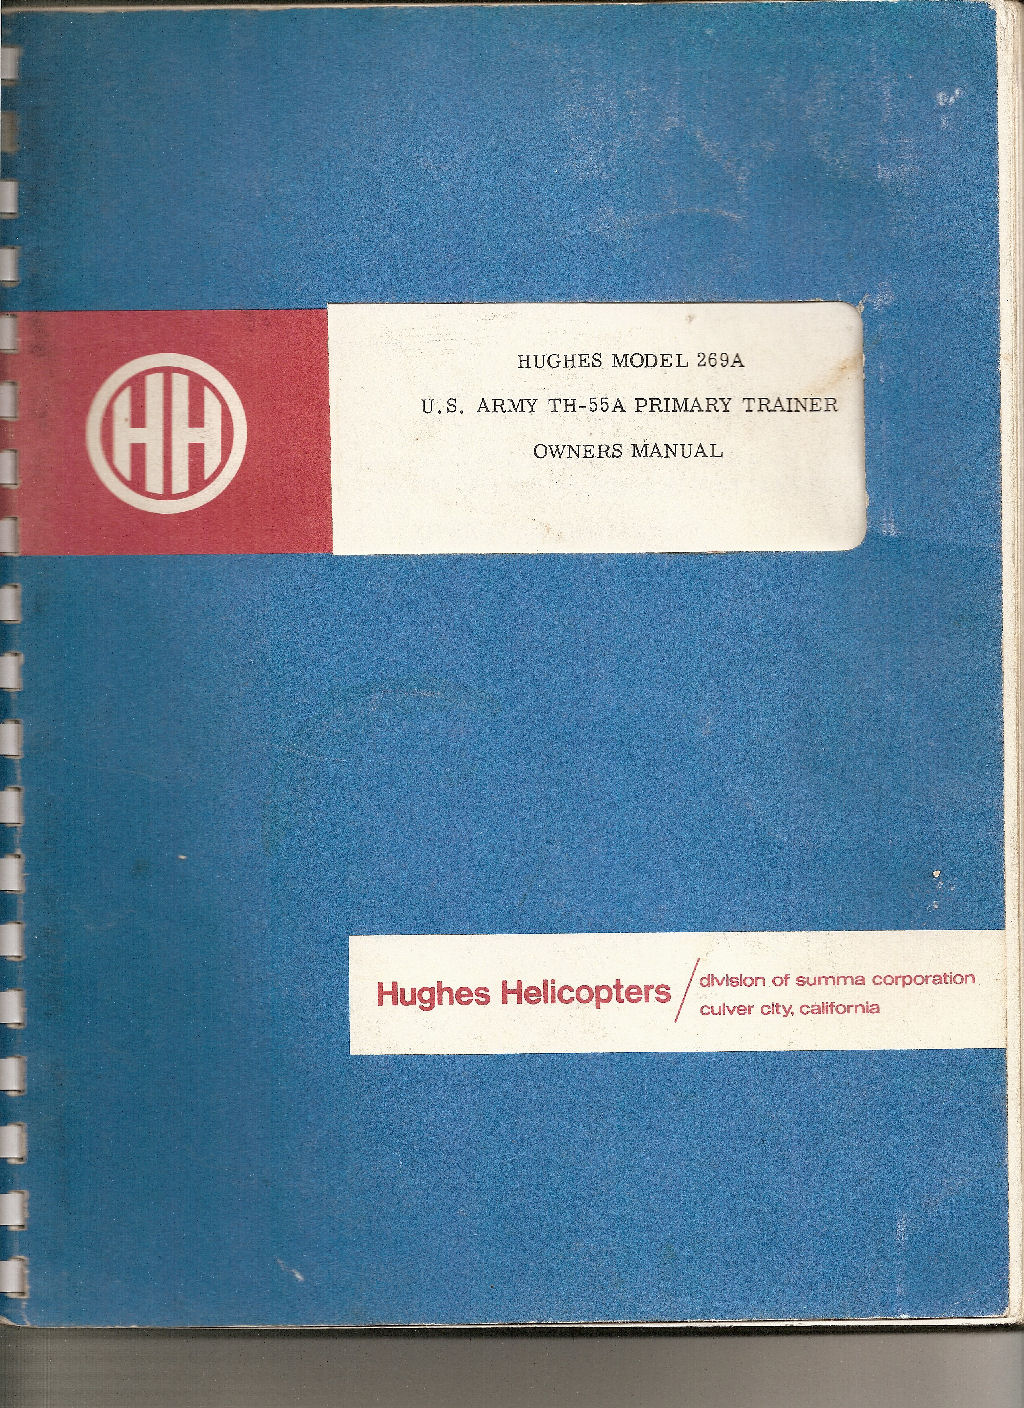 HH
HUGHES MODEL 269A
U.S. ARMY TH-55A PRIMARY TRAINER
OWNERS MANUAL
Hughes Helicopters / division of summa corporation
culver city, california